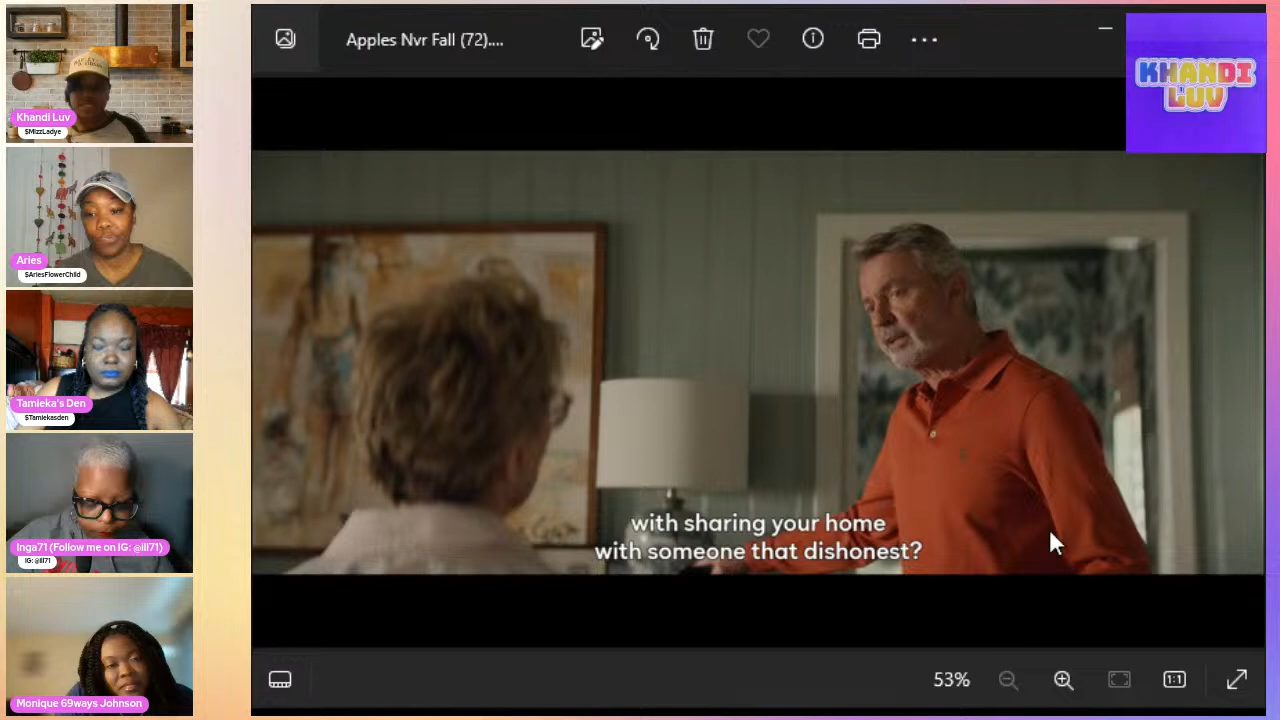 Khandi Luv
$MizzLadye
Aries
$AriesFlowerChild
Tamieka's Den
$Tamiekasden
Inga71 (Follow me on IG: @ill71)
IG: @ill71
Monique 69ways Johnson
Apples Nvr Fall (72)....
KHANDI
LUV
with sharing your home
with someone that dishonest?
53%
1:1